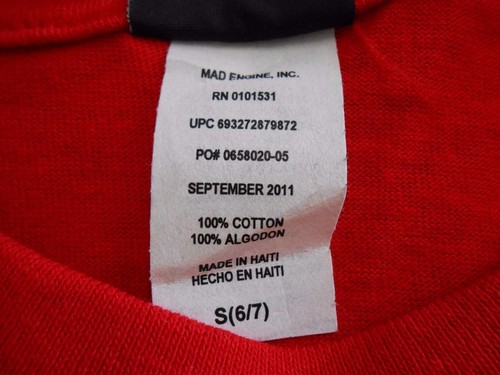 MAD ENGINE, INC.
RN 0101531
UPC 693272879872
PO# 0658020-05
SEPTEMBER 2011
100% COTTON
100% ALGODON
MADE IN HAITI
HECHO EN HAITI
S(6/7)